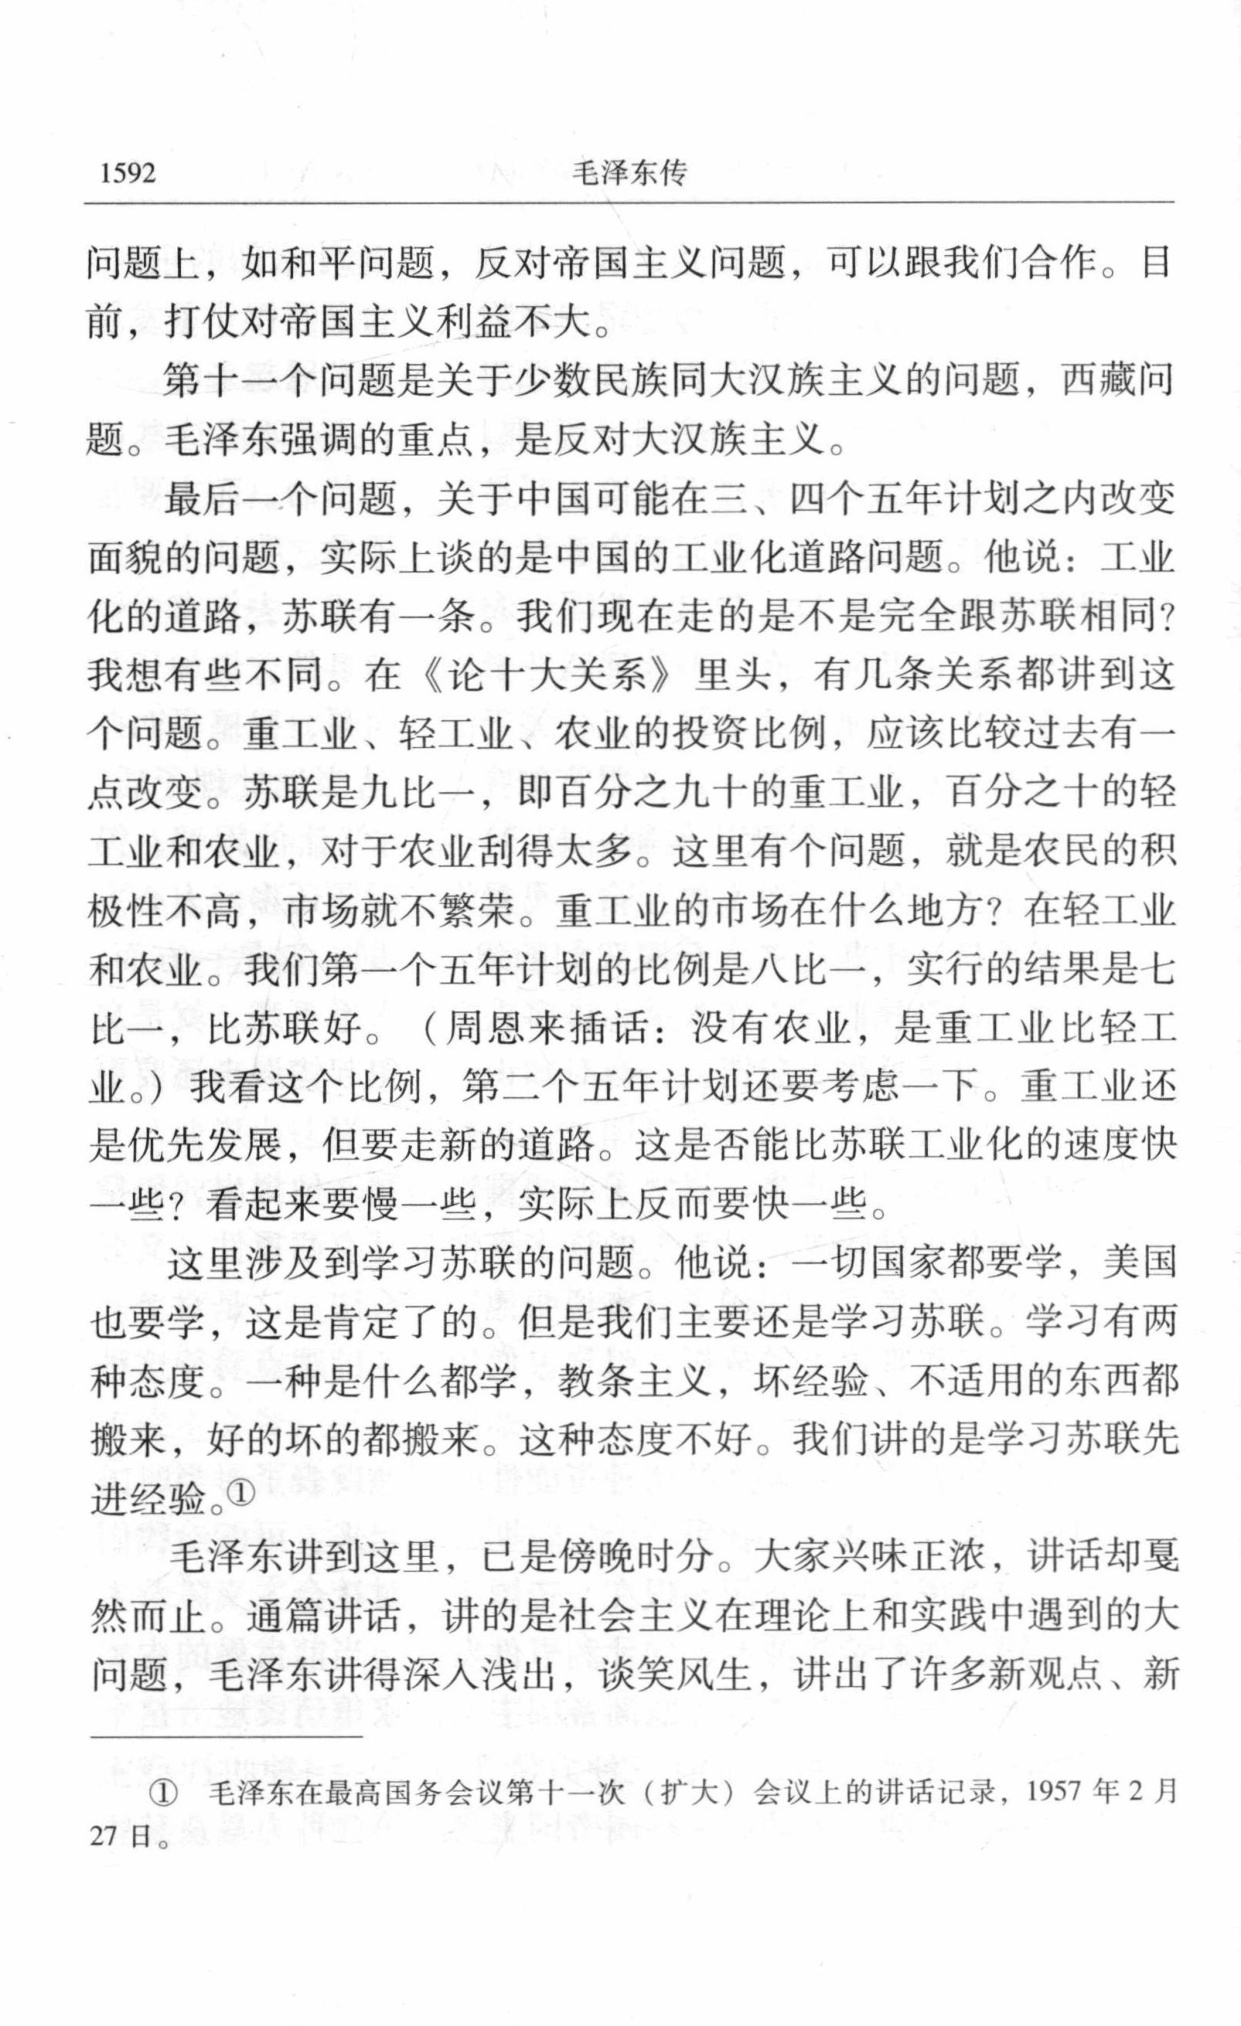 1592
毛泽东传
问题上，如和平问题，反对帝国主义问题，可以跟我们合作。目
前，打仗对帝国主义利益不大。
第十一个问题是关于少数民族同大汉族主义的问题，西藏问
题。毛泽东强调的重点，是反对大汉族主义。
最后一个问题，关于中国可能在三、四个五年计划之内改变
面貌的问题，实际上谈的是中国的工业化道路问题。他说：工业
化的道路，苏联有一条。我们现在走的是不是完全跟苏联相同？
我想有些不同。在《论十大关系》里头，有几条关系都讲到这
个问题。重工业、轻工业、农业的投资比例，应该比较过去有一
点改变。苏联是九比一，即百分之九十的重工业，百分之十的轻
工业和农业，对于农业刮得太多。这里有个问题，就是农民的积
极性不高，市场就不繁荣。重工业的市场在什么地方？在轻工业
和农业。我们第一个五年计划的比例是八比一，实行的结果是七
比一，比苏联好。（周恩来插话：没有农业，是重工业比轻工
业。）我看这个比例，第二个五年计划还要考虑一下。重工业还
是优先发展，但要走新的道路。这是否能比苏联工业化的速度快
一些？看起来要慢一些，实际上反而要快一些。
这里涉及到学习苏联的问题。他说：一切国家都要学，美国
也要学，这是肯定了的。但是我们主要还是学习苏联。学习有两
种态度。一种是什么都学，教条主义，坏经验、不适用的东西都
搬来，好的坏的都搬来。这种态度不好。我们讲的是学习苏联先
进经验。①
毛泽东讲到这里，已是傍晚时分。大家兴味正浓，讲话却戛
然而止。通篇讲话，讲的是社会主义在理论上和实践中遇到的大
问题，毛泽东讲得深入浅出，谈笑风生，讲出了许多新观点、新
① 毛泽东在最高国务会议第十一次（扩大）会议上的讲话记录，1957 年 2 月
27 日。